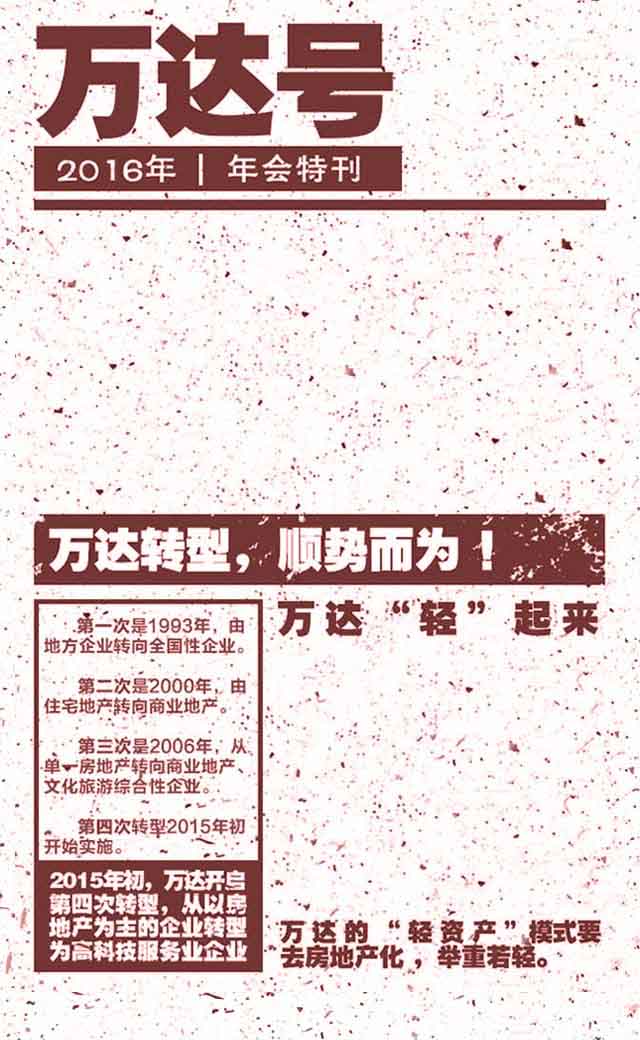 万达号
2016年 | 年会特刊
万达转型，顺势而为！
第一次是1993年，由
地方企业转向全国性企业。
第二次是2000年，由
住宅地产转向商业地产。
第三次是2006年，从
单一房地产转向商业地产、
文化旅游综合性企业。
第四次转型2015年初
开始实施。
2015年初，万达开启
第四次转型，从以房
地产为主的企业转型
为高科技服务业企业
万达“轻”起来
万达的“轻资产”模式要
去房地产化，举重若轻。